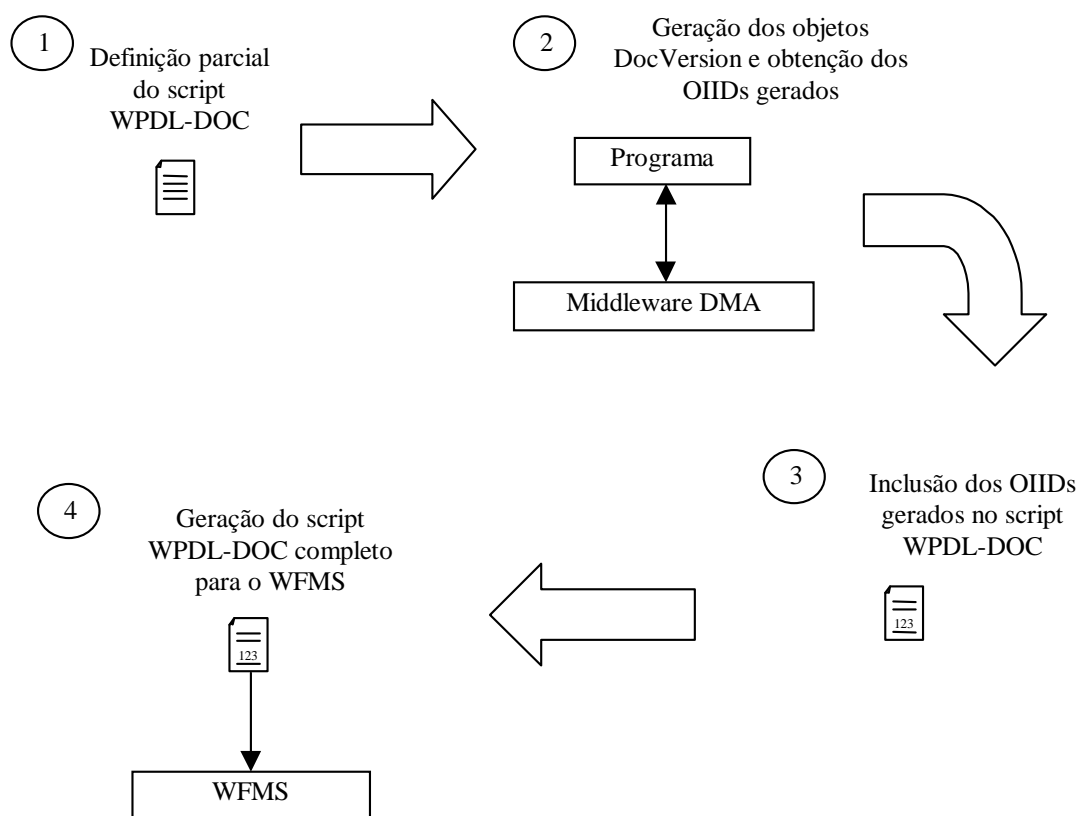 1
Definição parcial
do script
WPDL-DOC
2
Geração dos objetos
DocVersion e obtenção dos
OIIDs gerados
Programa
Middleware DMA
3
Inclusão dos OIIDs
gerados no script
WPDL-DOC
123
4
Geração do script
WPDL-DOC completo
para o WFMS
123
WFMS